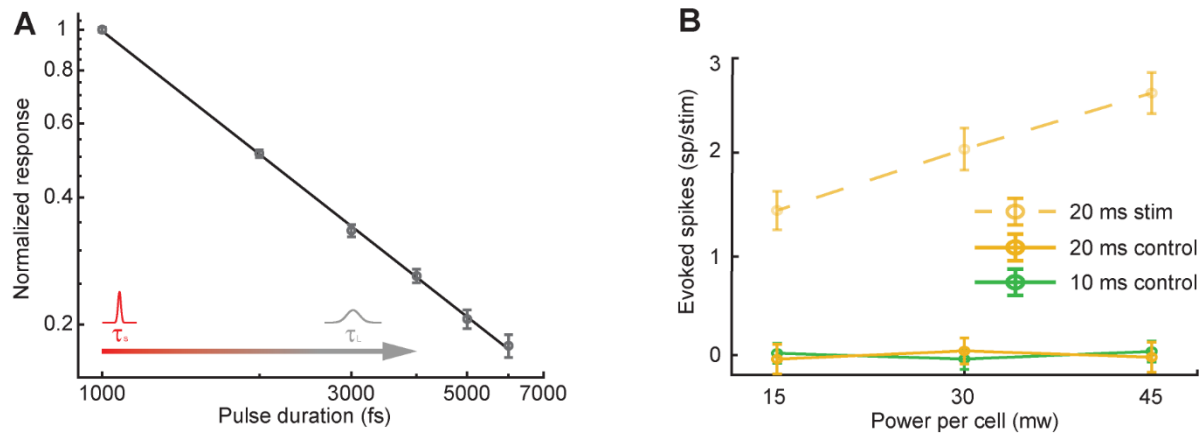 A
Normalized response
1
0.8
0.6
0.4
0.2
τs
τL
1000
3000
5000
7000
Pulse duration (fs)
B
Evoked spikes (sp/stim)
3
2
1
0
20 ms stim
20 ms control
10 ms control
15
30
45
Power per cell (mw)